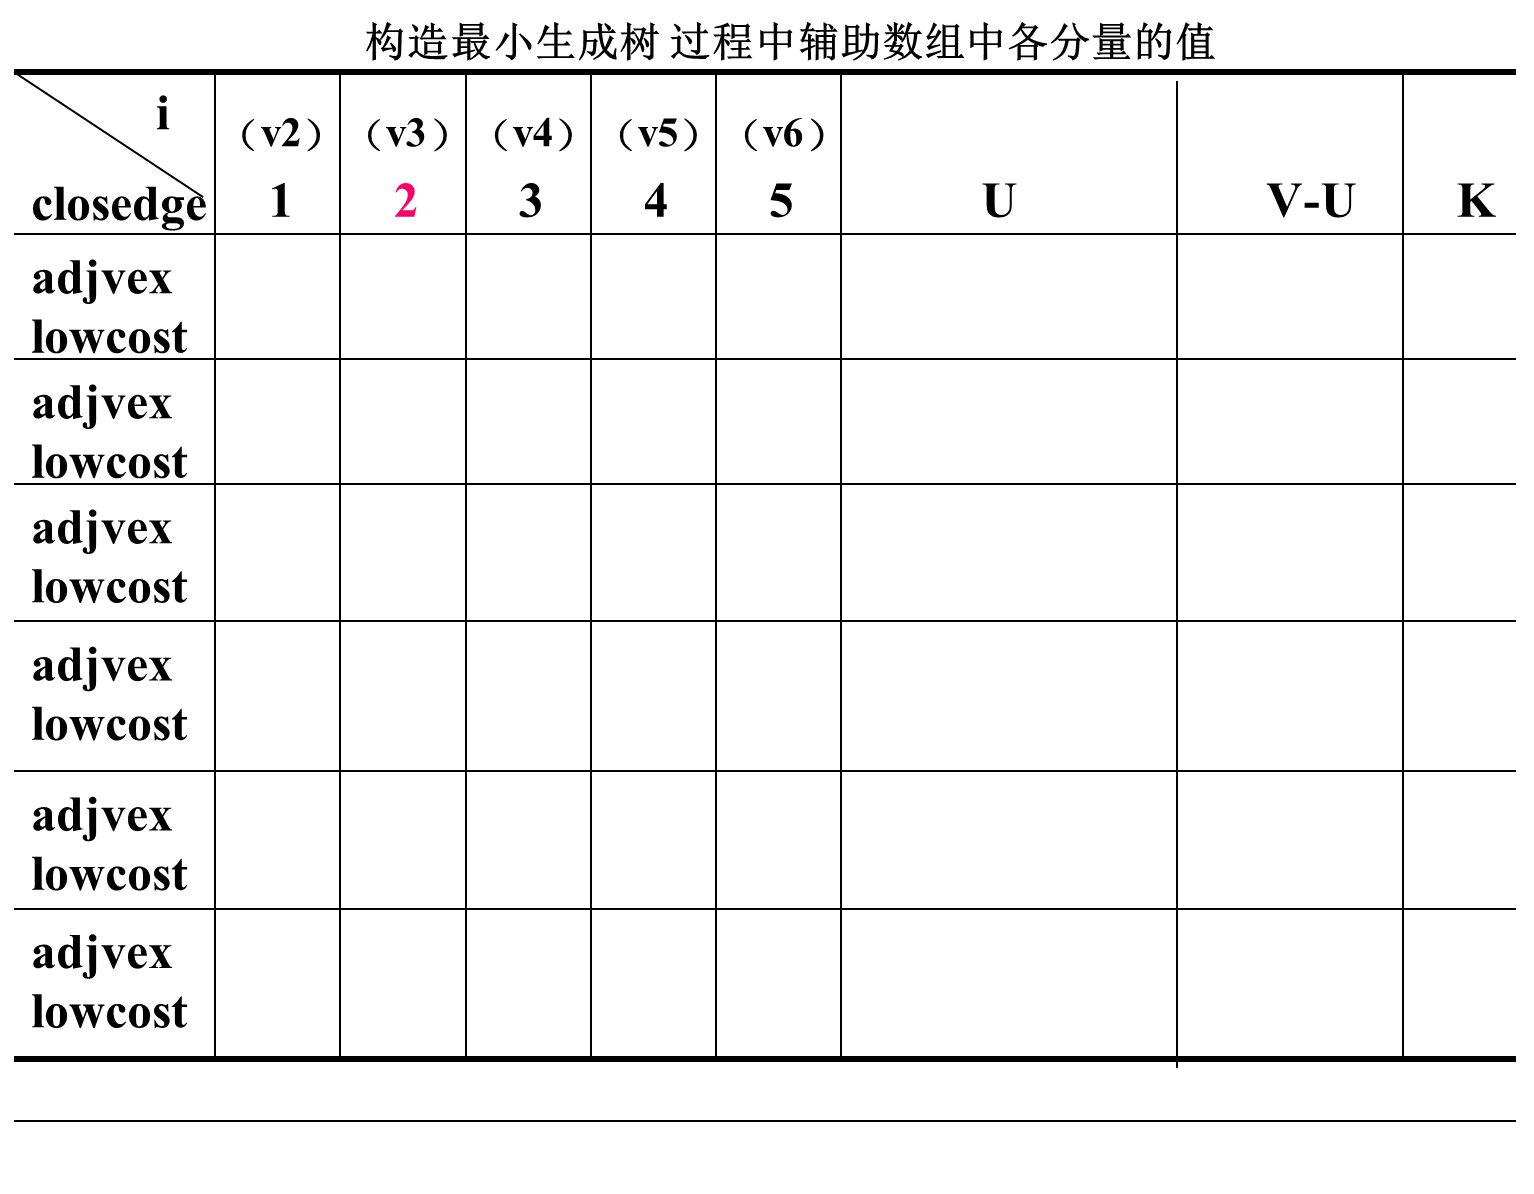 构造最小生成树 过程中辅助数组中各分量的值
i
closedge
（v2） （v3） （v4） （v5） （v6）
1 2 3 4 5 U V-U K
adjvex
lowcost
adjvex
lowcost
adjvex
lowcost
adjvex
lowcost
adjvex
lowcost
adjvex
lowcost